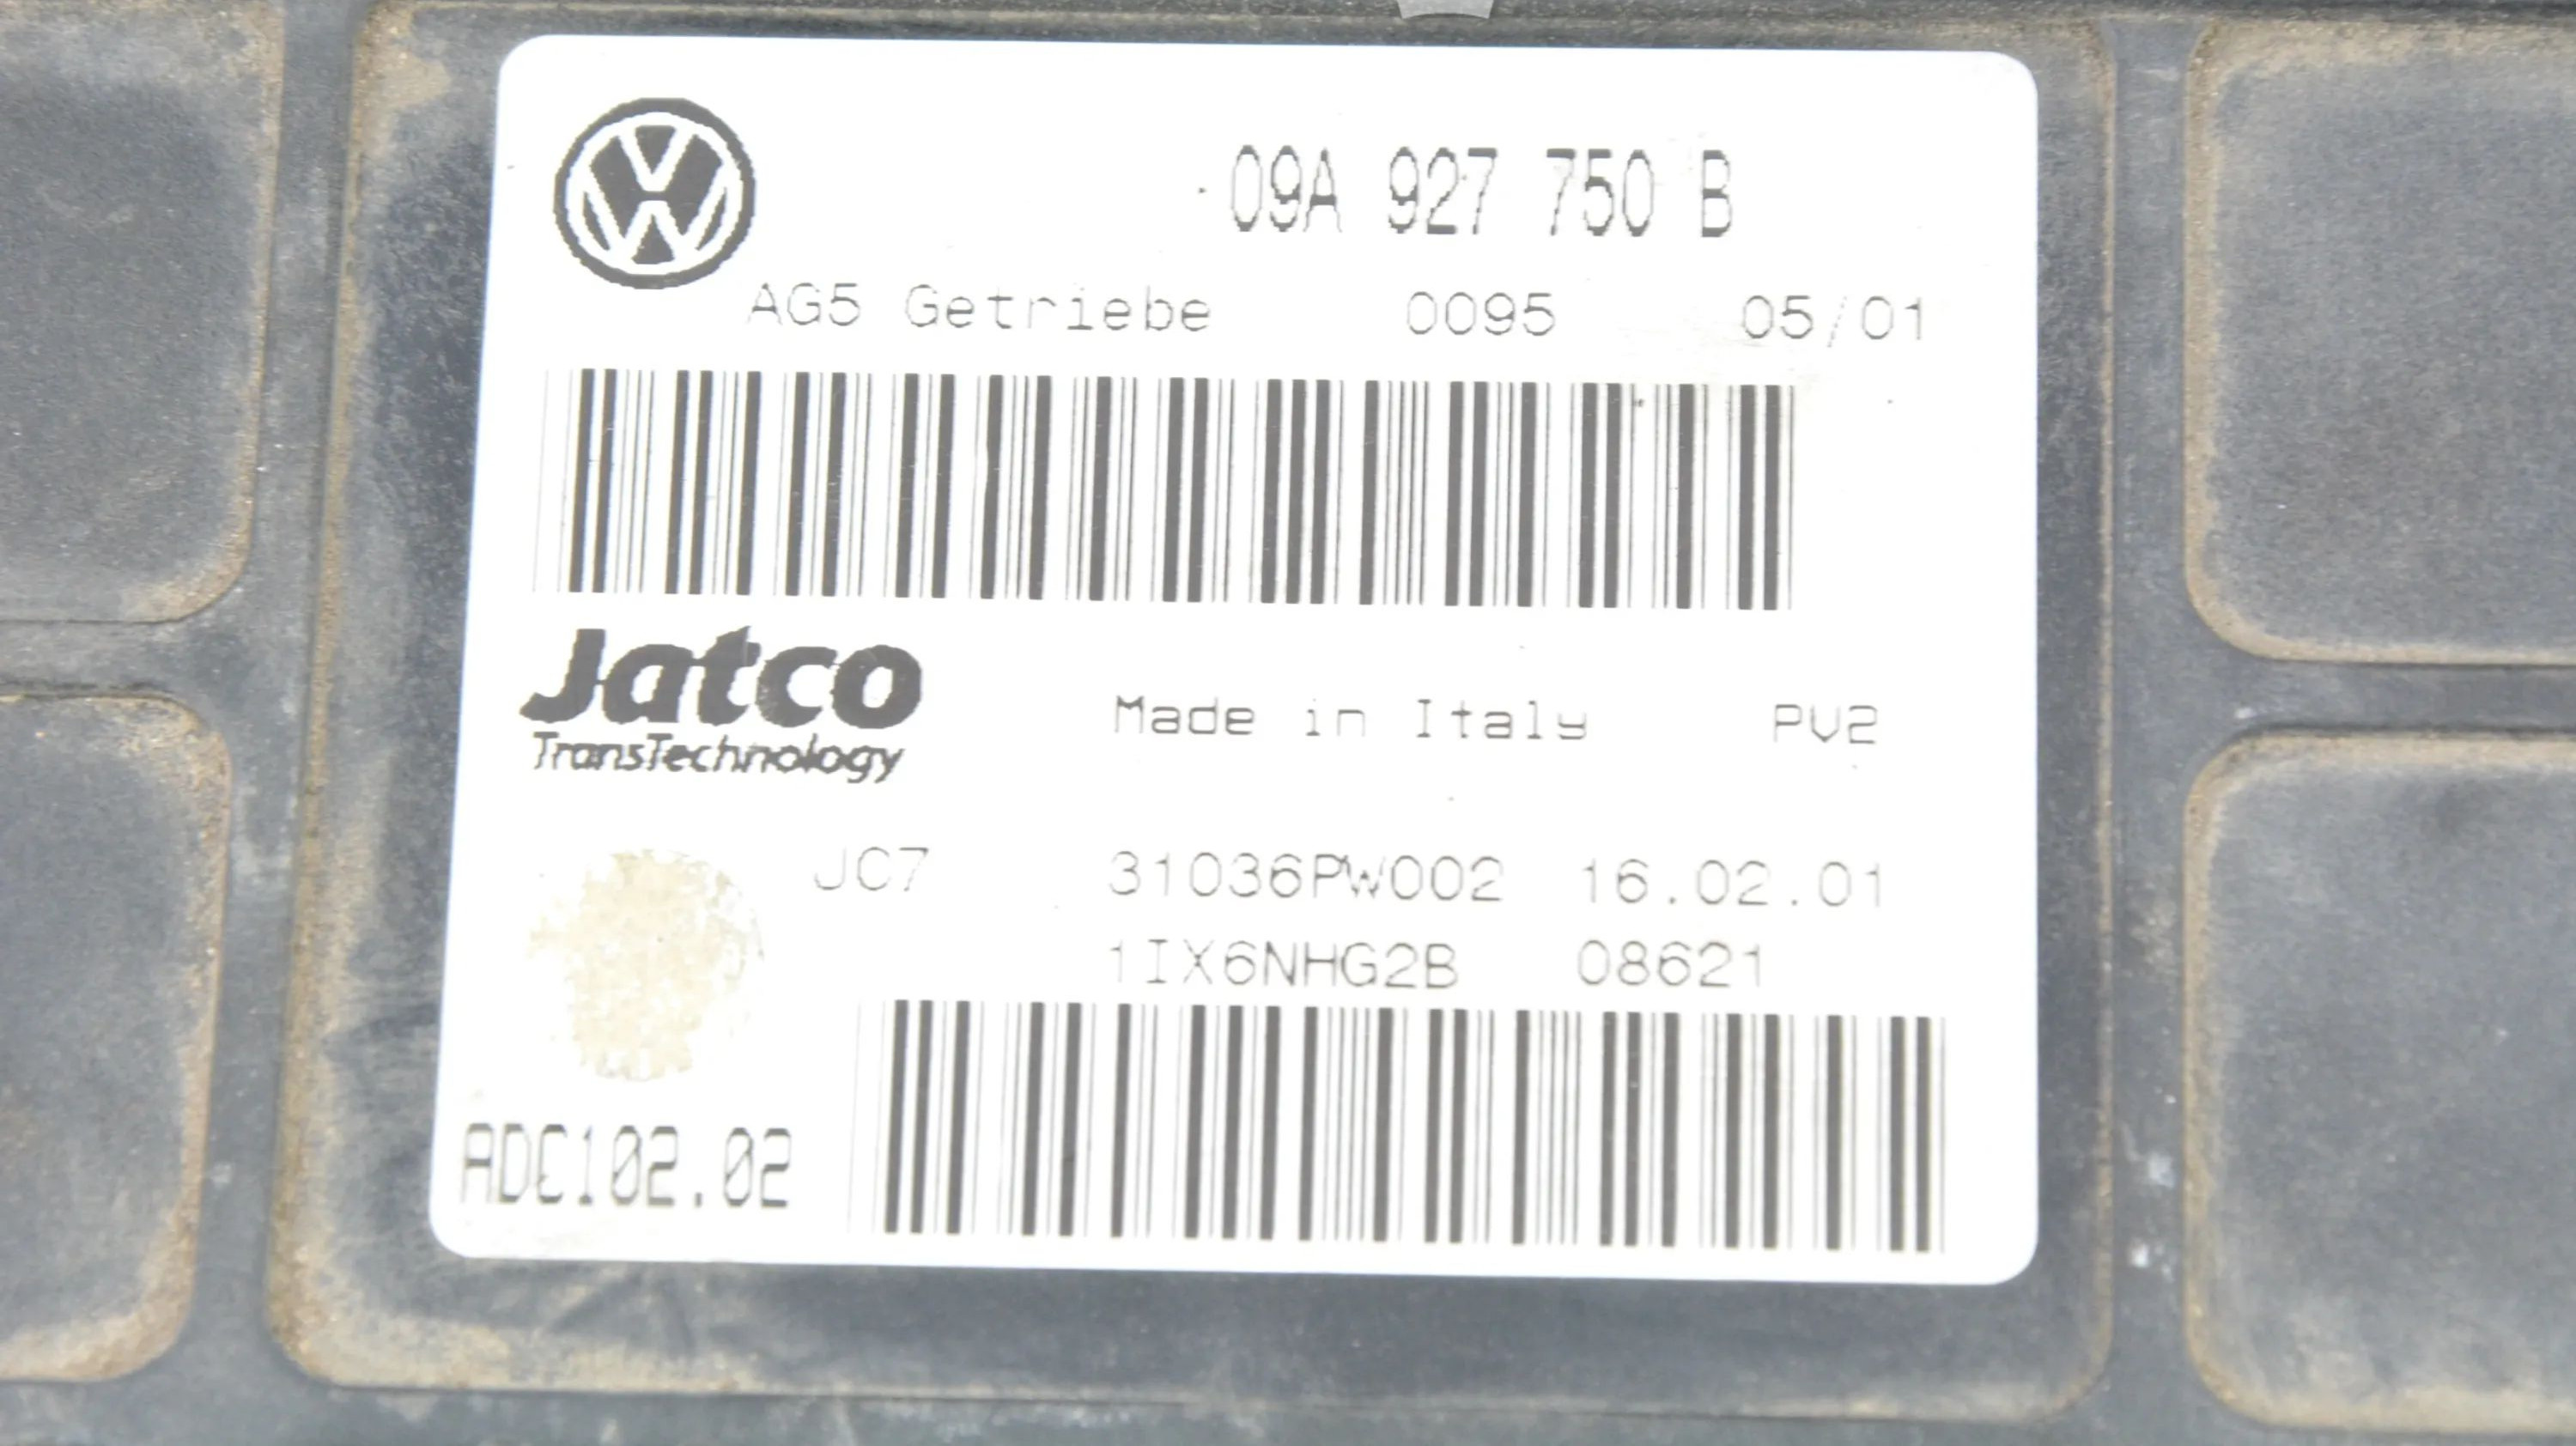 09A 927 750 B
AG5 Getriebe 0095 05/01
Jatco
TransTechnology
Made in Italy PV2
JC7 31036PW002 16.02.01
1IX6NHG2B 08621
ADC102.02